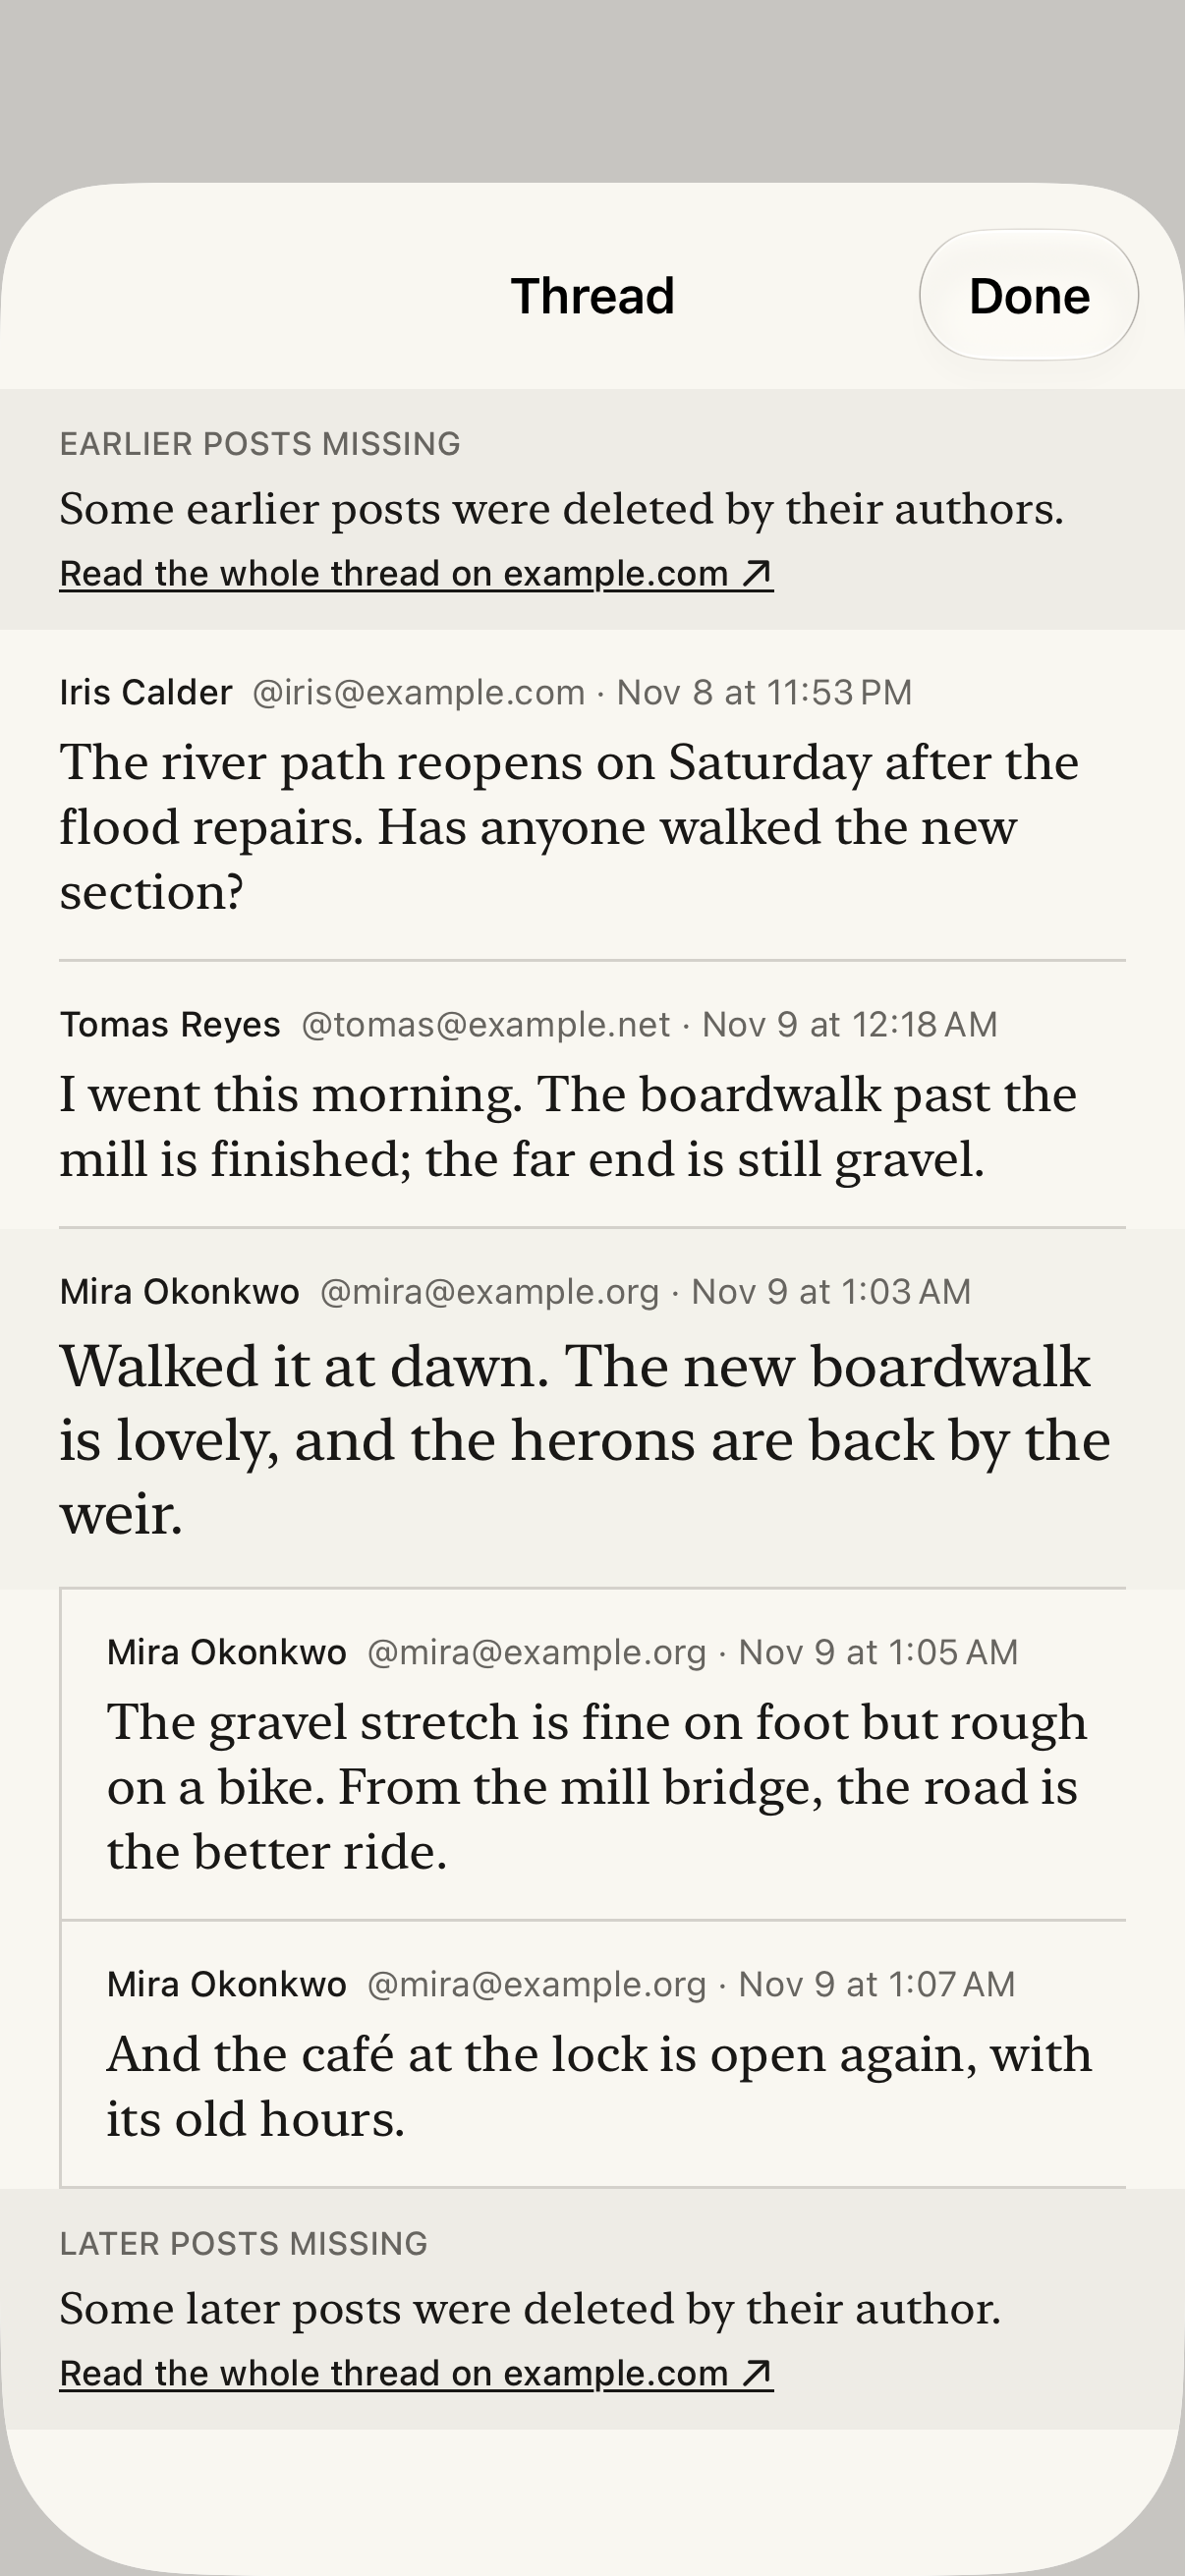 Thread
Done
EARLIER POSTS MISSING
Some earlier posts were deleted by their authors.
Read the whole thread on example.com ↗
Iris Calder @iris@example.com · Nov 8 at 11:53 PM
The river path reopens on Saturday after the
flood repairs. Has anyone walked the new
section?
Tomas Reyes @tomas@example.net · Nov 9 at 12:18 AM
I went this morning. The boardwalk past the
mill is finished; the far end is still gravel.
Mira Okonkwo @mira@example.org · Nov 9 at 1:03 AM
Walked it at dawn. The new boardwalk
is lovely, and the herons are back by the
weir.
Mira Okonkwo @mira@example.org · Nov 9 at 1:05 AM
The gravel stretch is fine on foot but rough
on a bike. From the mill bridge, the road is
the better ride.
Mira Okonkwo @mira@example.org · Nov 9 at 1:07 AM
And the café at the lock is open again, with
its old hours.
LATER POSTS MISSING
Some later posts were deleted by their author.
Read the whole thread on example.com ↗